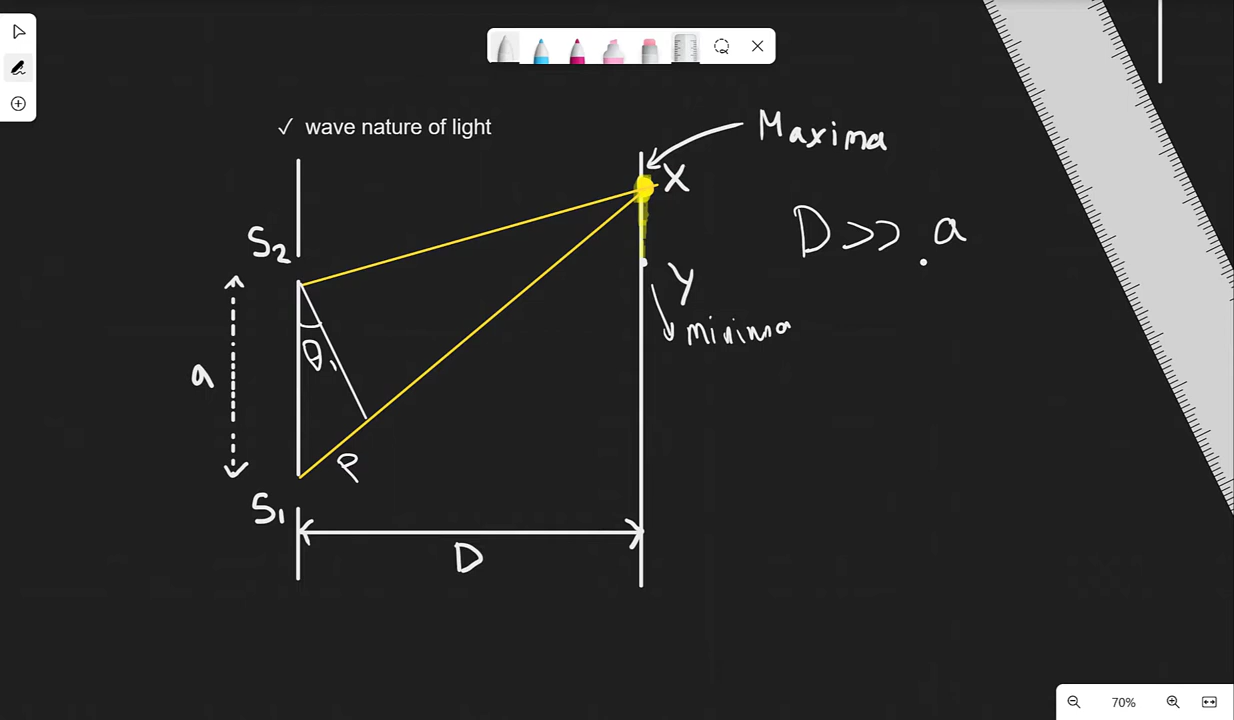 ✓ wave nature of light
Maxima
X
D >> a
S₂
Y
minima
θ₁
a
P
S₁
D
70%